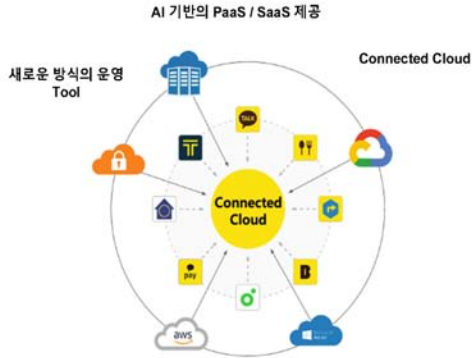 AI 기반의 PaaS / SaaS 제공
새로운 방식의 운영
Tool
Connected Cloud
TALK
T
Connected
Cloud
pay
B
aws